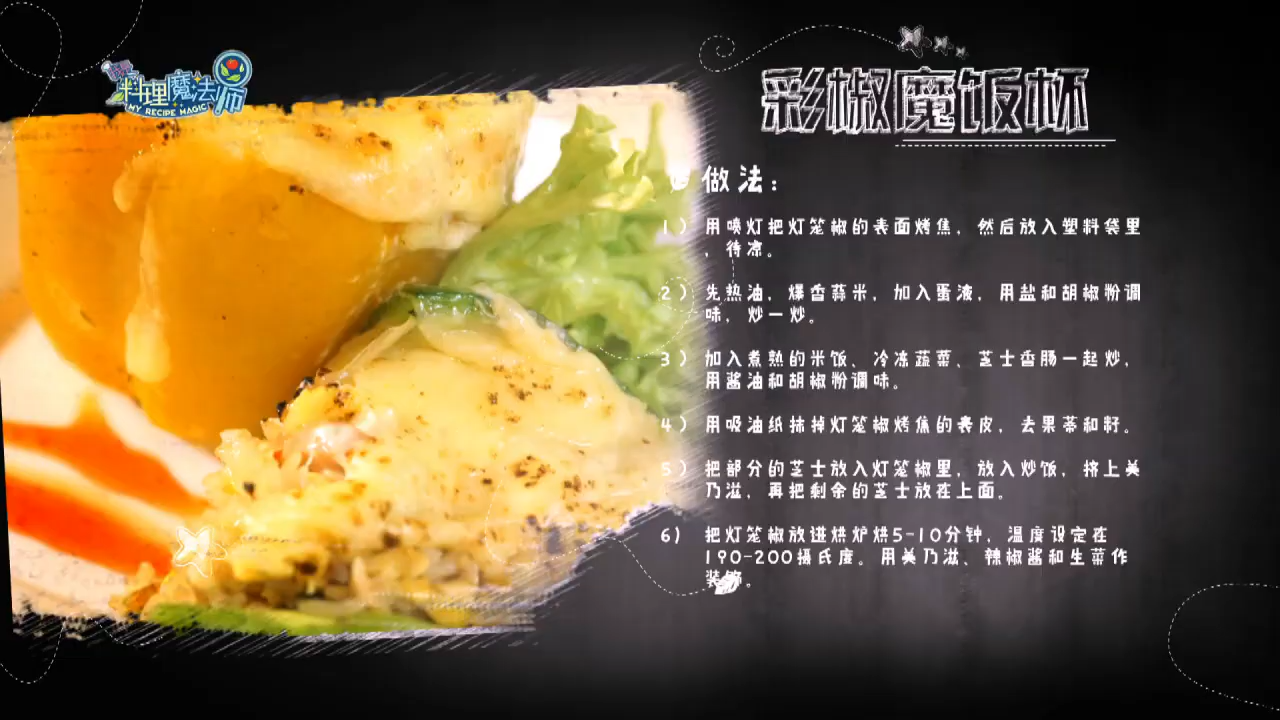 料理魔法师
MY RECIPE MAGIC
彩椒魔饭杯
做法：
1） 用喷灯把灯笼椒的表面烤焦，然后放入塑料袋里
，待凉。
2） 先热油，爆香蒜米，加入蛋液，用盐和胡椒粉调
味，炒一炒。
3） 加入煮熟的米饭、冷冻蔬菜、芝士香肠一起炒，
用酱油和胡椒粉调味。
4） 用吸油纸抹掉灯笼椒烤焦的表皮，去果蒂和籽。
5） 把部分的芝士放入灯笼椒里，放入炒饭，挤上美
乃滋，再把剩余的芝士放在上面。
6） 把灯笼椒放进烘炉烘5-10分钟，温度设定在
190-200摄氏度。用美乃滋、辣椒酱和生菜作
装饰。